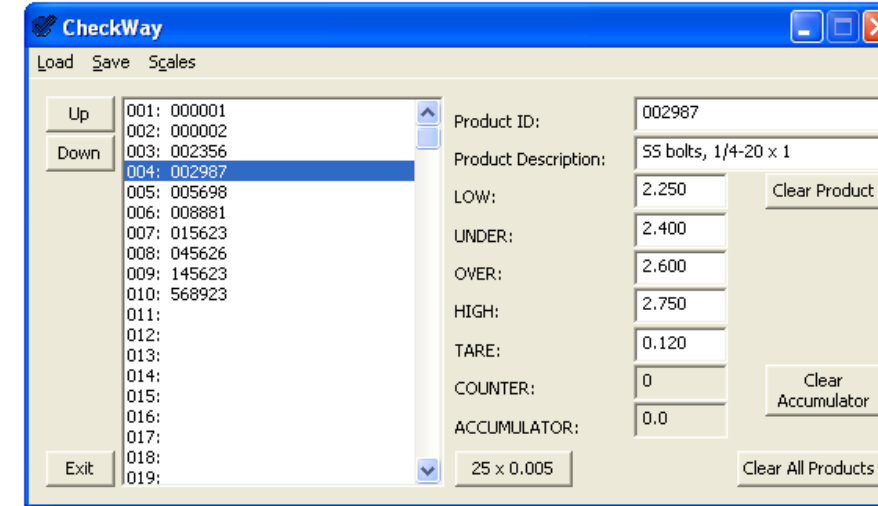 CheckWay
Load Save Scales
Up
Down
001: 000001
002: 000002
003: 002356
004: 002987
005: 005698
006: 008881
007: 015623
008: 045626
009: 145623
010: 568923
011:
012:
013:
014:
015:
016:
017:
018:
019:
Exit
Product ID: 002987
Product Description: SS bolts, 1/4-20 x 1
LOW: 2.250
Clear Product
UNDER: 2.400
OVER: 2.600
HIGH: 2.750
TARE: 0.120
COUNTER: 0
Clear
Accumulator
ACCUMULATOR: 0.0
25 x 0.005
Clear All Products